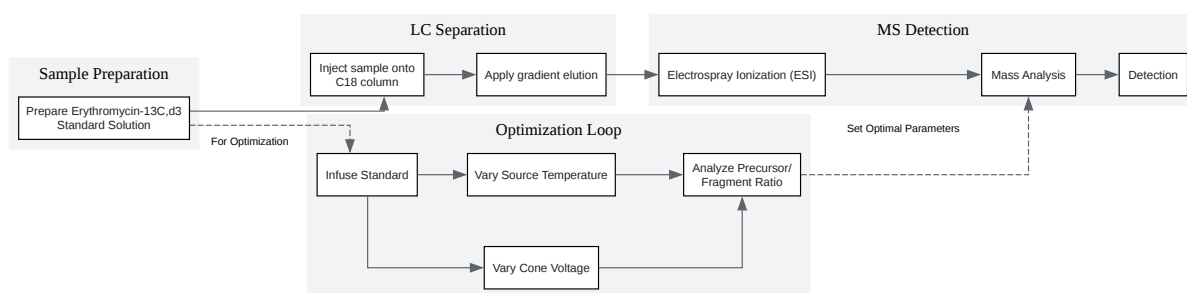 Sample Preparation
Prepare Erythromycin-13C,d3
Standard Solution
For Optimization
LC Separation
Inject sample onto
C18 column
Apply gradient elution
MS Detection
Electrospray Ionization (ESI)
Mass Analysis
Detection
Optimization Loop
Infuse Standard
Vary Source Temperature
Analyze Precursor/
Fragment Ratio
Vary Cone Voltage
Set Optimal Parameters